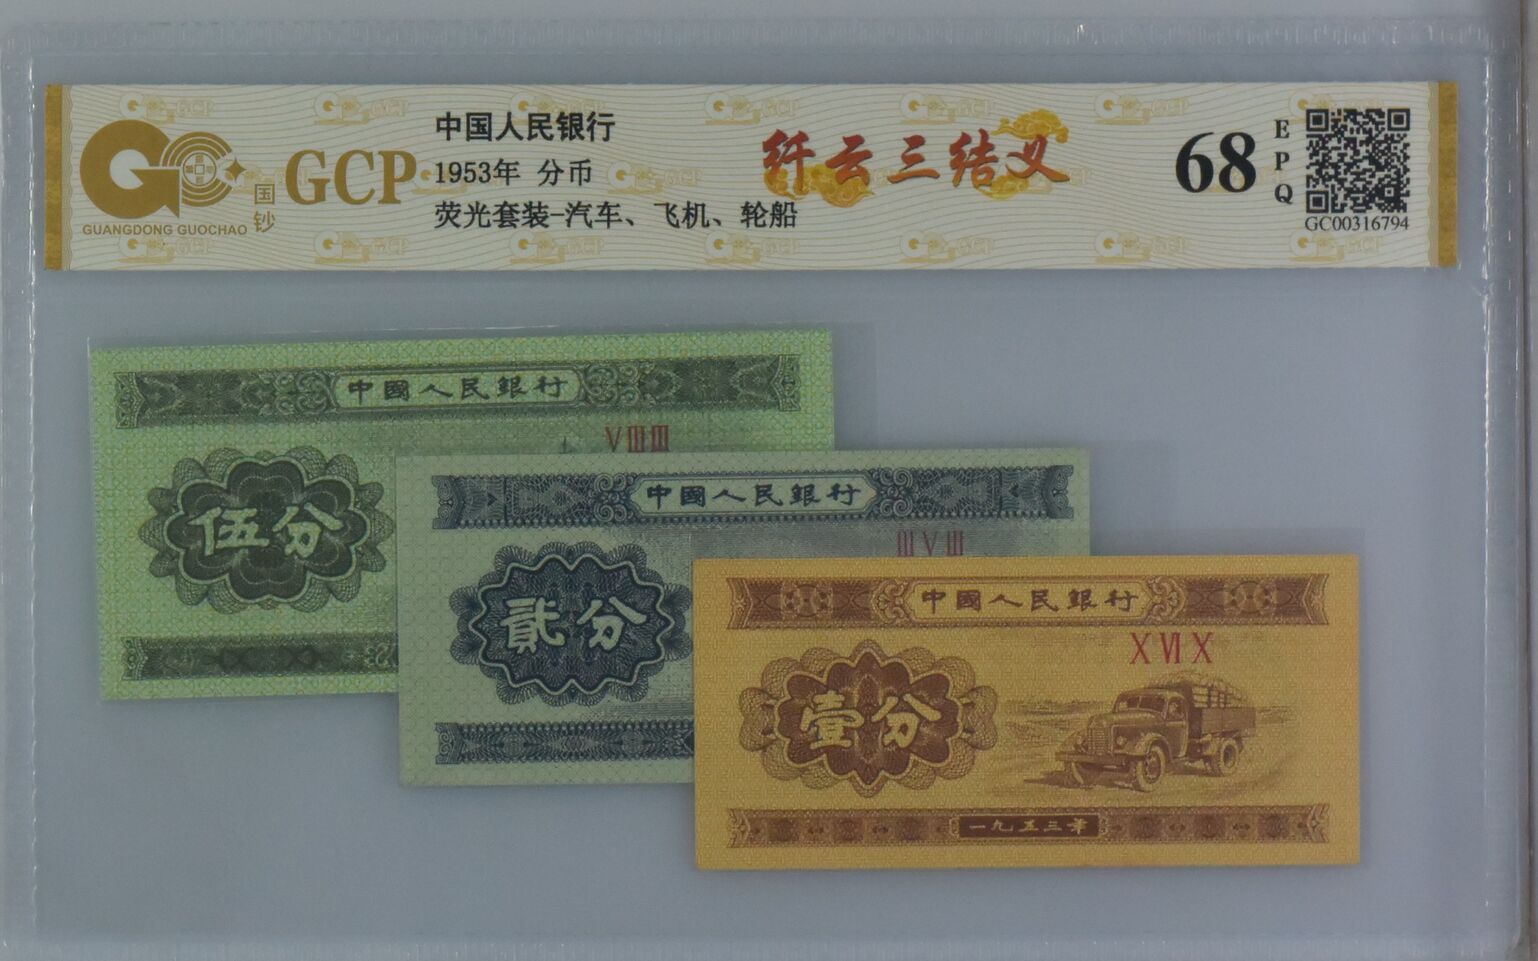 GCP
国钞
GUANGDONG GUOCHAO
中国人民银行
1953年 分币
荧光套装-汽车、飞机、轮船
纤云三结义
68
EPQ
GC00316794
中國人民銀行
VⅢⅢ
伍分
中國人民銀行
ⅢVⅢ
貳分
中國人民銀行
XⅥX
壹分
一九五三年